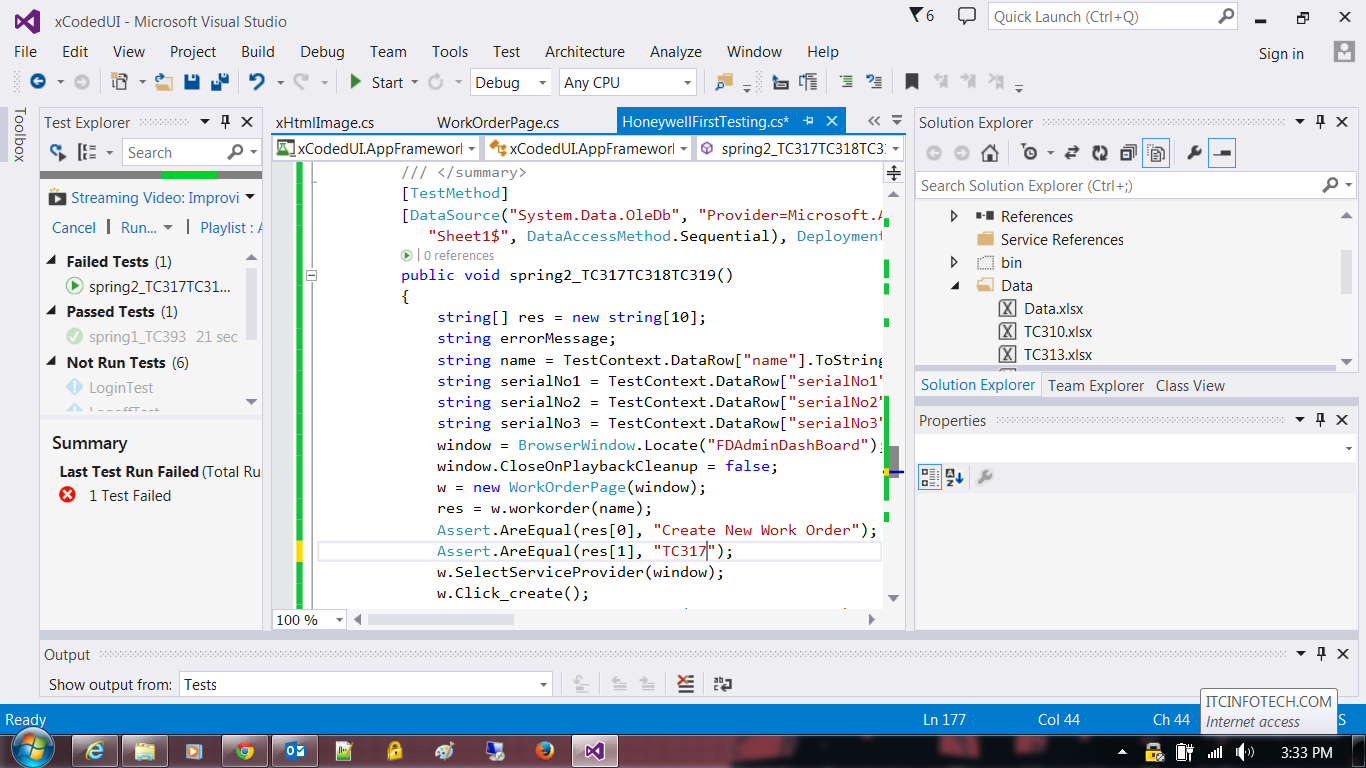 xCodedUI - Microsoft Visual Studio
6
Quick Launch (Ctrl+Q)
File Edit View Project Build Debug Team Tools Test Architecture Analyze Window Help
Sign in
Start Debug Any CPU
Toolbox
Test Explorer
Search
Streaming Video: Improvi
Cancel Run... Playlist :
Failed Tests (1)
spring2_TC317TC31...
Passed Tests (1)
spring1_TC393 21 sec
Not Run Tests (6)
LoginTest
LogoffTest
Summary
Last Test Run Failed (Total Ru
1 Test Failed
xHtmlImage.cs WorkOrderPage.cs HoneywellFirstTesting.cs*
xCodedUI.AppFramework xCodedUI.AppFramework spring2_TC317TC318TC3
/// </summary>
[TestMethod]
[DataSource("System.Data.OleDb", "Provider=Microsoft.A
"Sheet1$", DataAccessMethod.Sequential), Deployment
0 references
public void spring2_TC317TC318TC319()
{
string[] res = new string[10];
string errorMessage;
string name = TestContext.DataRow["name"].ToString
string serialNo1 = TestContext.DataRow["serialNo1"
string serialNo2 = TestContext.DataRow["serialNo2"
string serialNo3 = TestContext.DataRow["serialNo3"
window = BrowserWindow.Locate("FDAdminDashBoard");
window.CloseOnPlaybackCleanup = false;
w = new WorkOrderPage(window);
res = w.workorder(name);
Assert.AreEqual(res[0], "Create New Work Order");
Assert.AreEqual(res[1], "TC317");
w.SelectServiceProvider(window);
w.Click_create();
100 %
Solution Explorer
Search Solution Explorer (Ctrl+;)
References
Service References
bin
Data
Data.xlsx
TC310.xlsx
TC313.xlsx
Solution Explorer Team Explorer Class View
Properties
Output
Show output from: Tests
Ready Ln 177 Col 44 Ch 44 S
ITCINFOTECH.COM
Internet access
3:33 PM